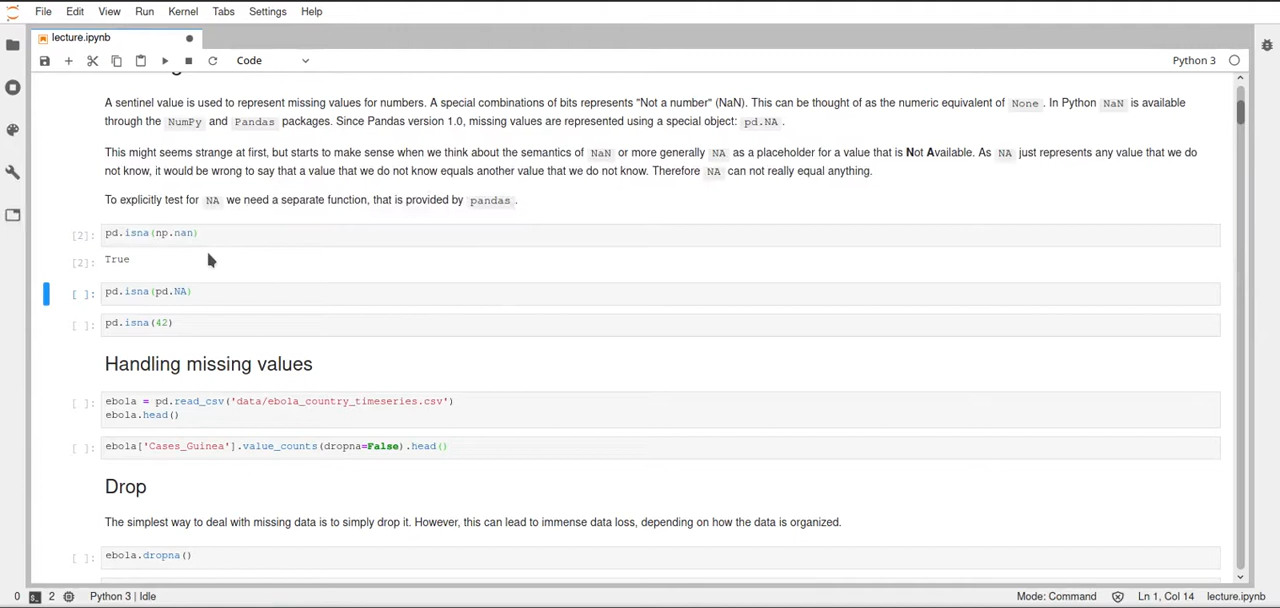 File Edit View Run Kernel Tabs Settings Help
lecture.ipynb
Code Python 3
A sentinel value is used to represent missing values for numbers. A special combinations of bits represents "Not a number" (NaN). This can be thought of as the numeric equivalent of None. In Python NaN is available
through the NumPy and Pandas packages. Since Pandas version 1.0, missing values are represented using a special object: pd.NA.
This might seems strange at first, but starts to make sense when we think about the semantics of NaN or more generally NA as a placeholder for a value that is Not Available. As NA just represents any value that we do
not know, it would be wrong to say that a value that we do not know equals another value that we do not know. Therefore NA can not really equal anything.
To explicitly test for NA we need a separate function, that is provided by pandas.
[2]: pd.isna(np.nan)
[2]: True
[ ]: pd.isna(pd.NA)
[ ]: pd.isna(42)
Handling missing values
[ ]: ebola = pd.read_csv('data/ebola_country_timeseries.csv')
ebola.head()
[ ]: ebola['Cases_Guinea'].value_counts(dropna=False).head()
Drop
The simplest way to deal with missing data is to simply drop it. However, this can lead to immense data loss, depending on how the data is organized.
[ ]: ebola.dropna()
0 2 Python 3 | Idle Mode: Command Ln 1, Col 14 lecture.ipynb